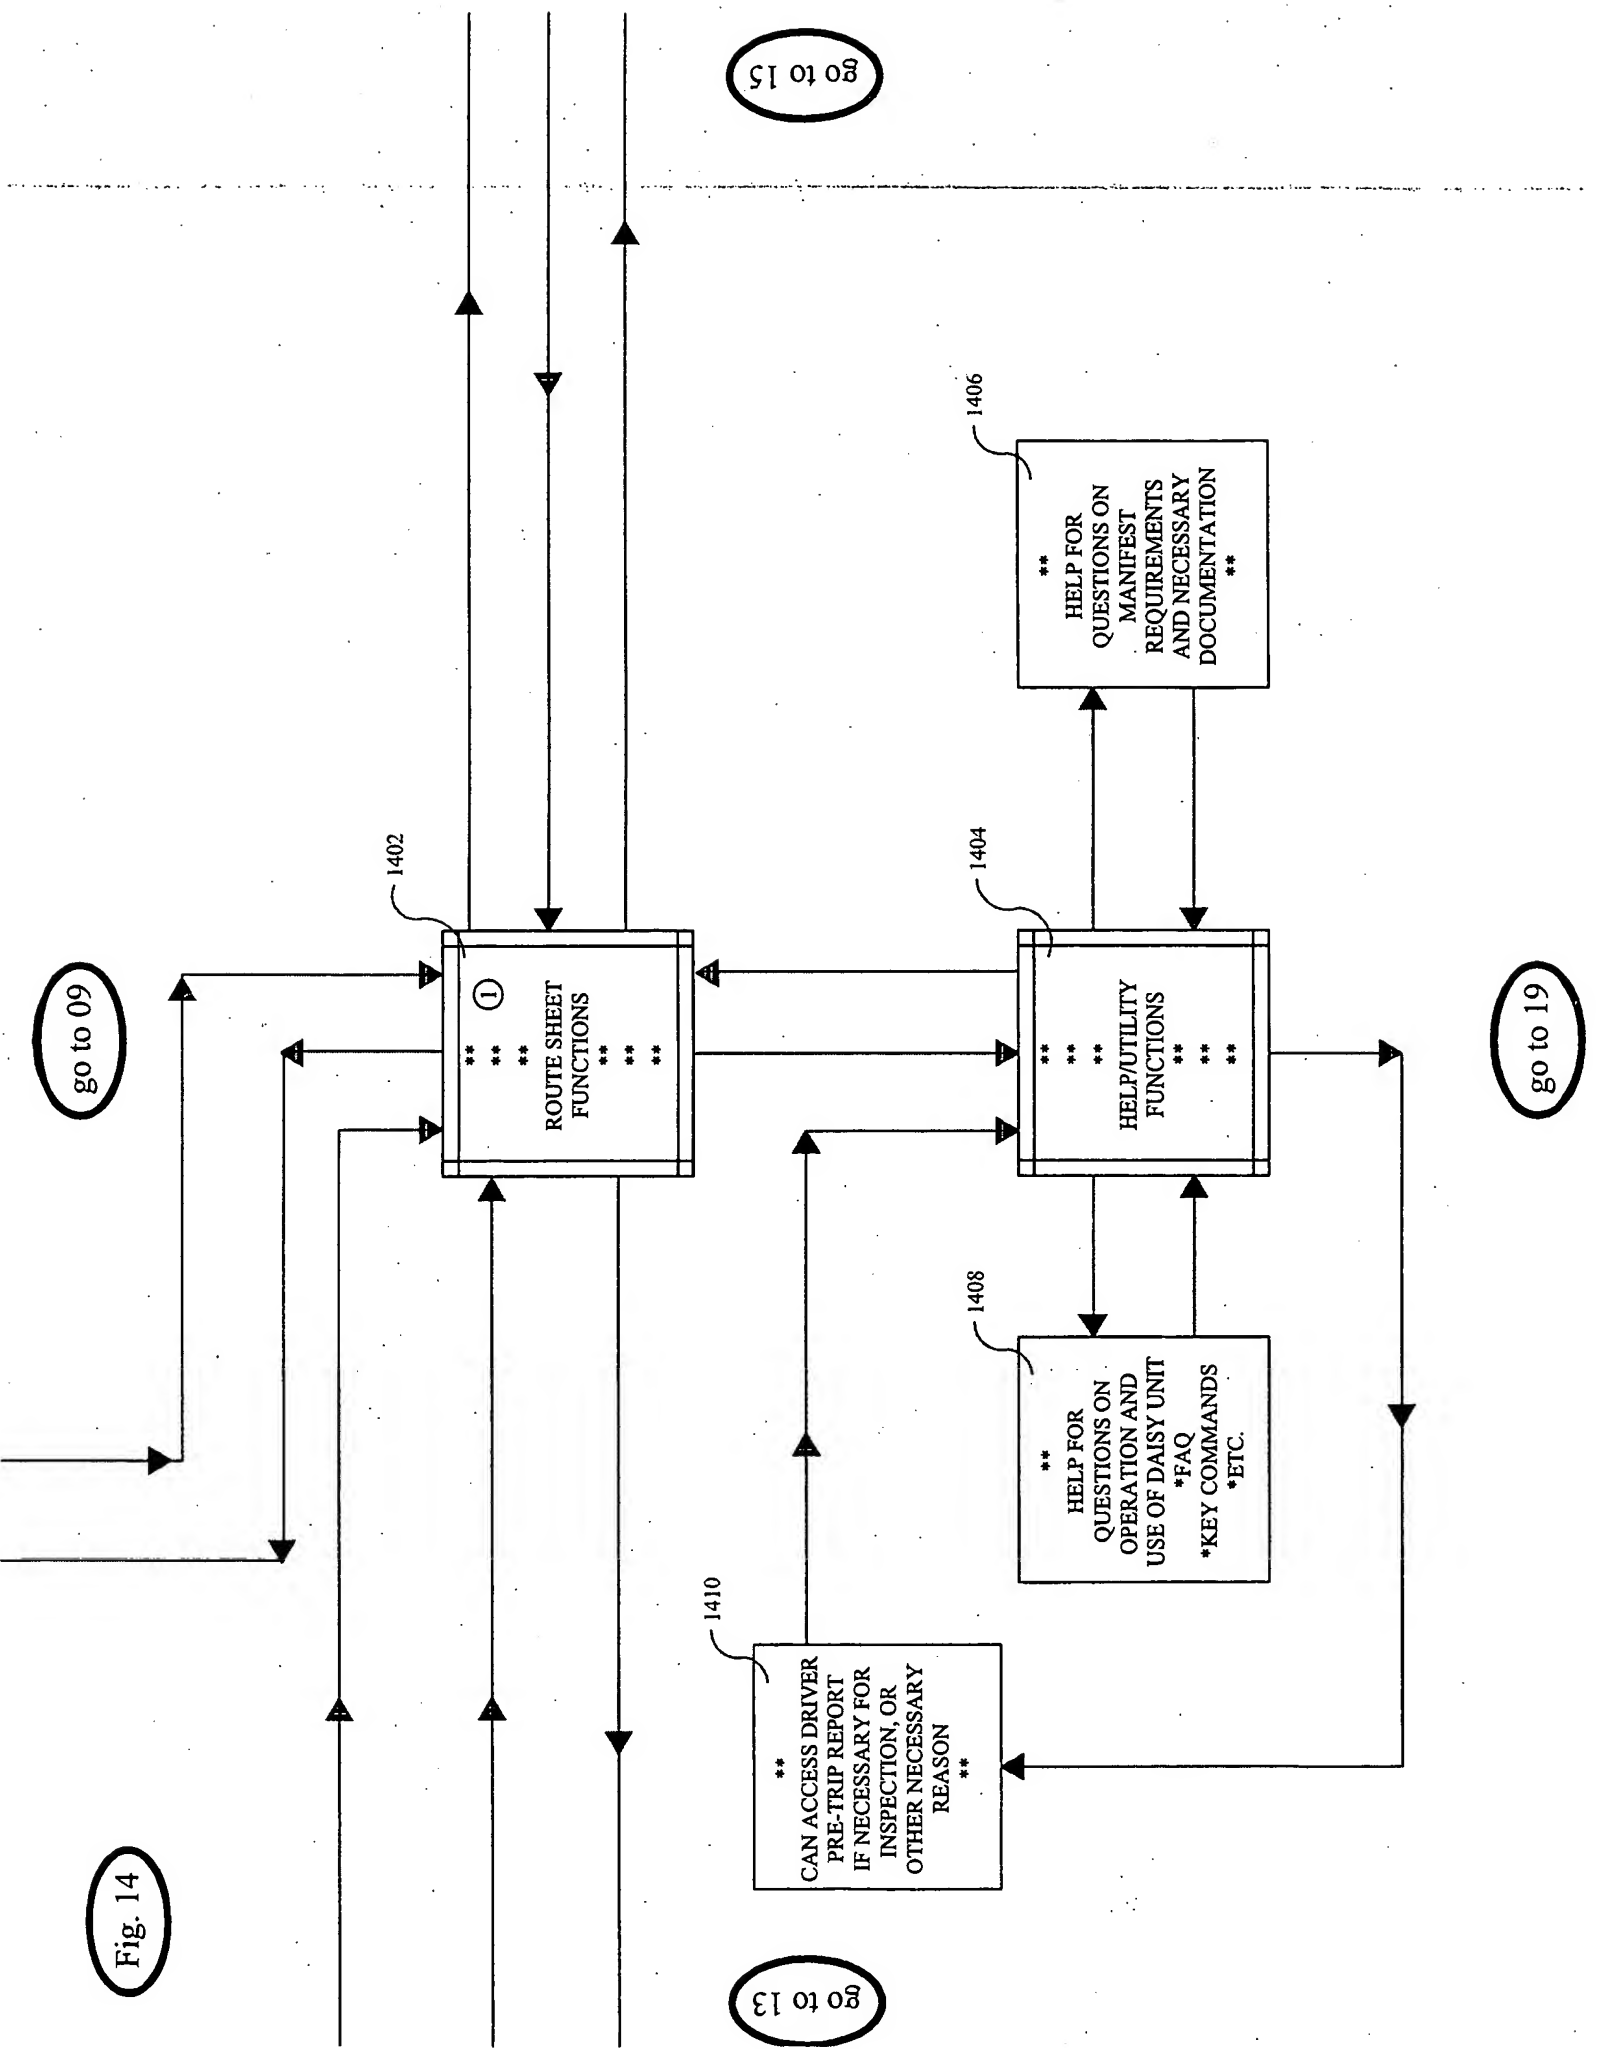 Fig. 14
go to 09
go to 13
go to 15
1402
**
**
**
①
ROUTE SHEET
FUNCTIONS
**
**
**
1410
**
CAN ACCESS DRIVER
PRE-TRIP REPORT
IF NECESSARY FOR
INSPECTION, OR
OTHER NECESSARY
REASON
**
1408
**
HELP FOR
QUESTIONS ON
OPERATION AND
USE OF DAISY UNIT
*FAQ
*KEY COMMANDS
*ETC.
1404
**
**
**
HELP/UTILITY
FUNCTIONS
**
**
**
1406
**
HELP FOR
QUESTIONS ON
MANIFEST
REQUIREMENTS
AND NECESSARY
DOCUMENTATION
**
go to 19